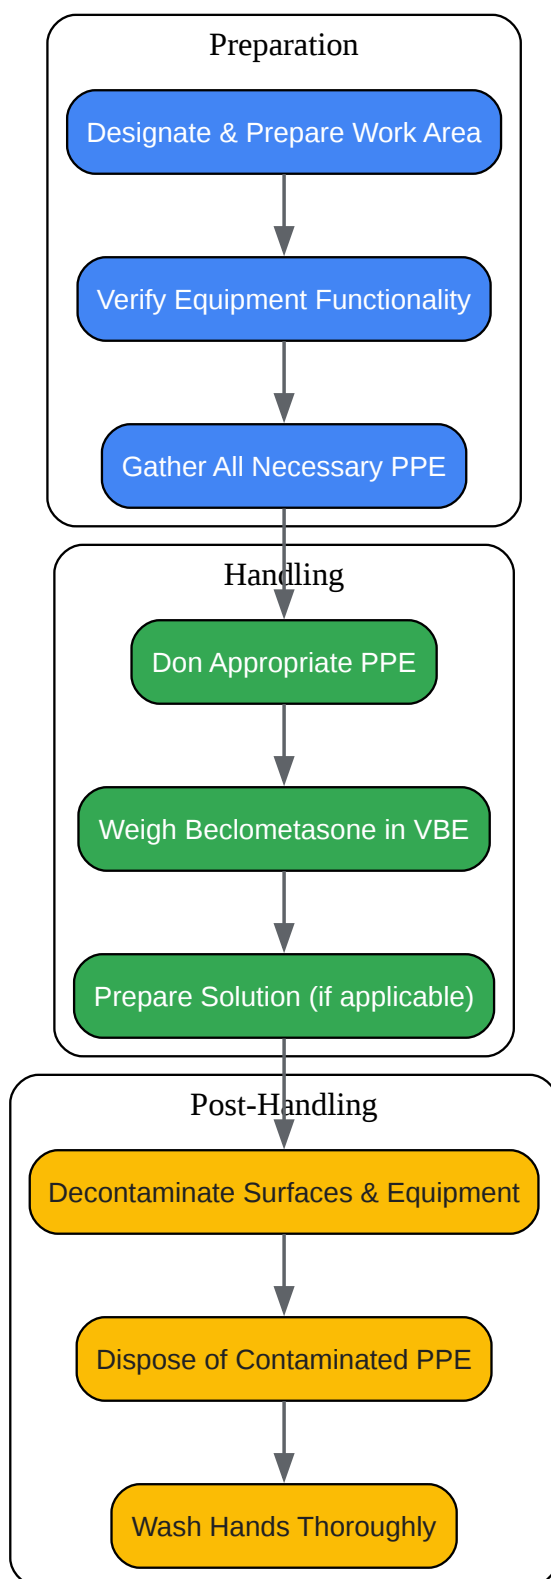 Preparation
Designate & Prepare Work Area
Verify Equipment Functionality
Gather All Necessary PPE
Handling
Don Appropriate PPE
Weigh Beclometasone in VBE
Prepare Solution (if applicable)
Post-Handling
Decontaminate Surfaces & Equipment
Dispose of Contaminated PPE
Wash Hands Thoroughly